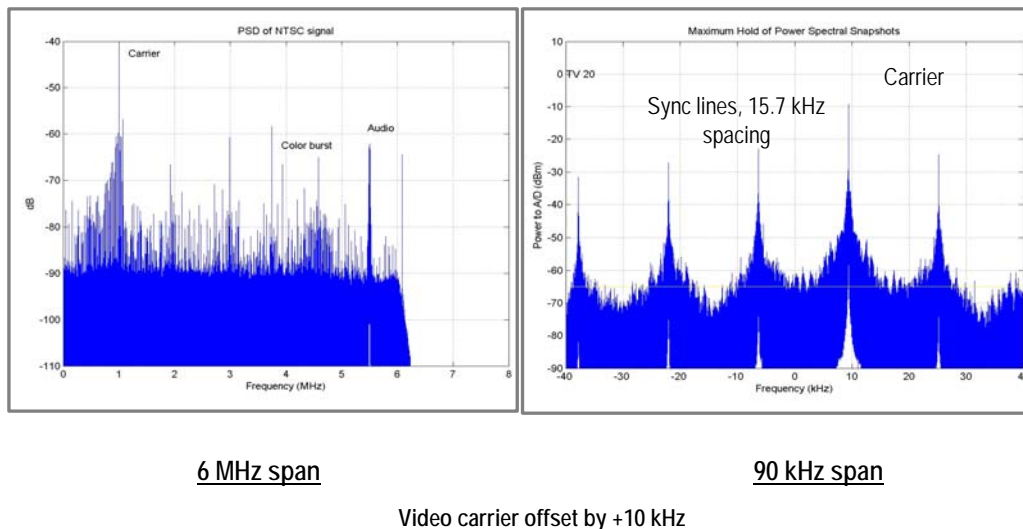 PSD of NTSC signal
-40
-50
-60
-70
-80
-90
-100
-110
dB
Carrier
Color burst
Audio
0 1 2 3 4 5 6 7 8
Frequency (MHz)
Maximum Hold of Power Spectral Snapshots
10
0
-10
-20
-30
-40
-50
-60
-70
-80
-90
Power to A/D (dBm)
TV 20
Carrier
Sync lines, 15.7 kHz
spacing
-40 -30 -20 -10 0 10 20 30 40
Frequency (kHz)
6 MHz span
90 kHz span
Video carrier offset by +10 kHz